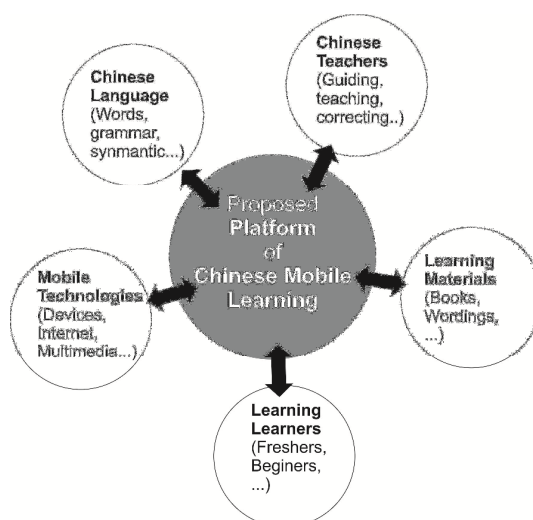 Chinese
Teachers
(Guiding,
teaching,
correcting..)
Chinese
Language
(Words,
grammar,
synmantic...)
Proposed
Platform
of
Chinese Mobile
Learning
Mobile
Technologies
(Devices,
Internet,
Multimedia...)
Learning
Materials
(Books,
Wordings,
...)
Learning
Learners
(Freshers,
Beginers,
...)